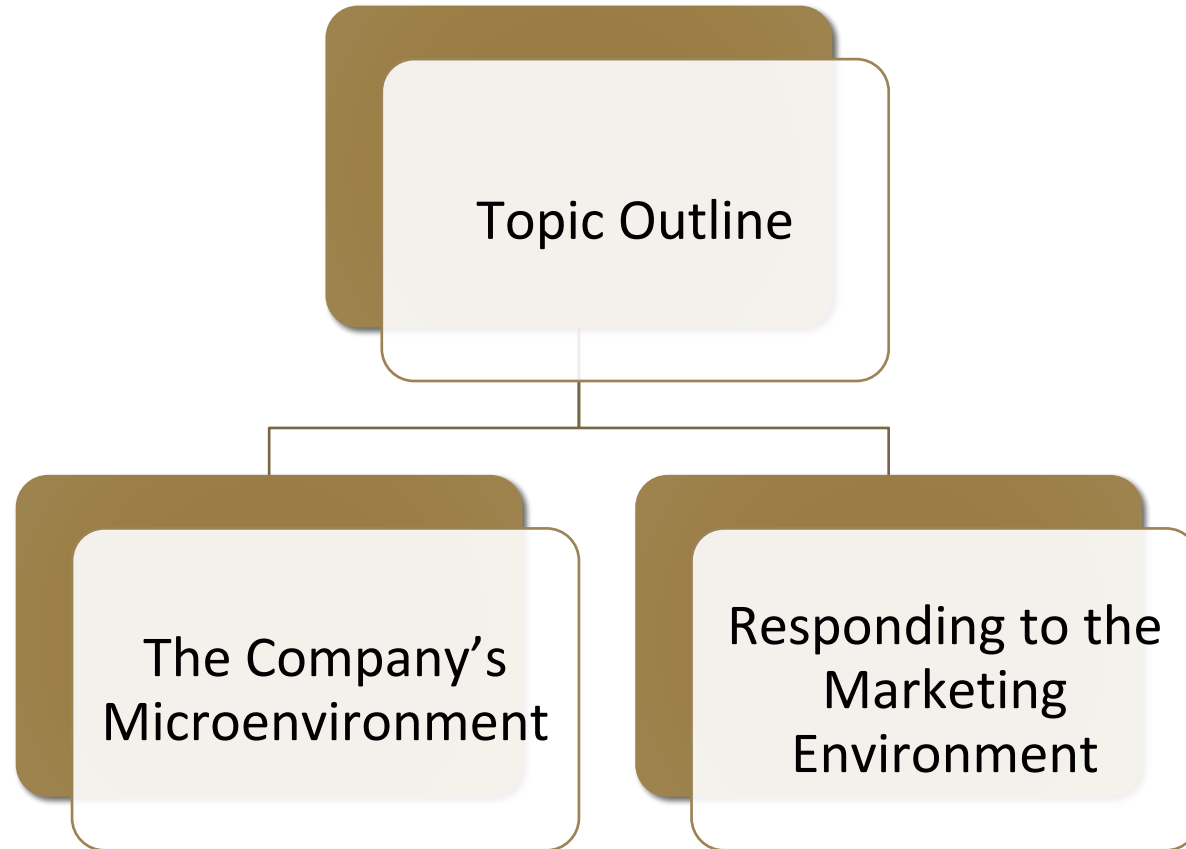 Topic Outline
The Company’s
Microenvironment
Responding to the
Marketing
Environment